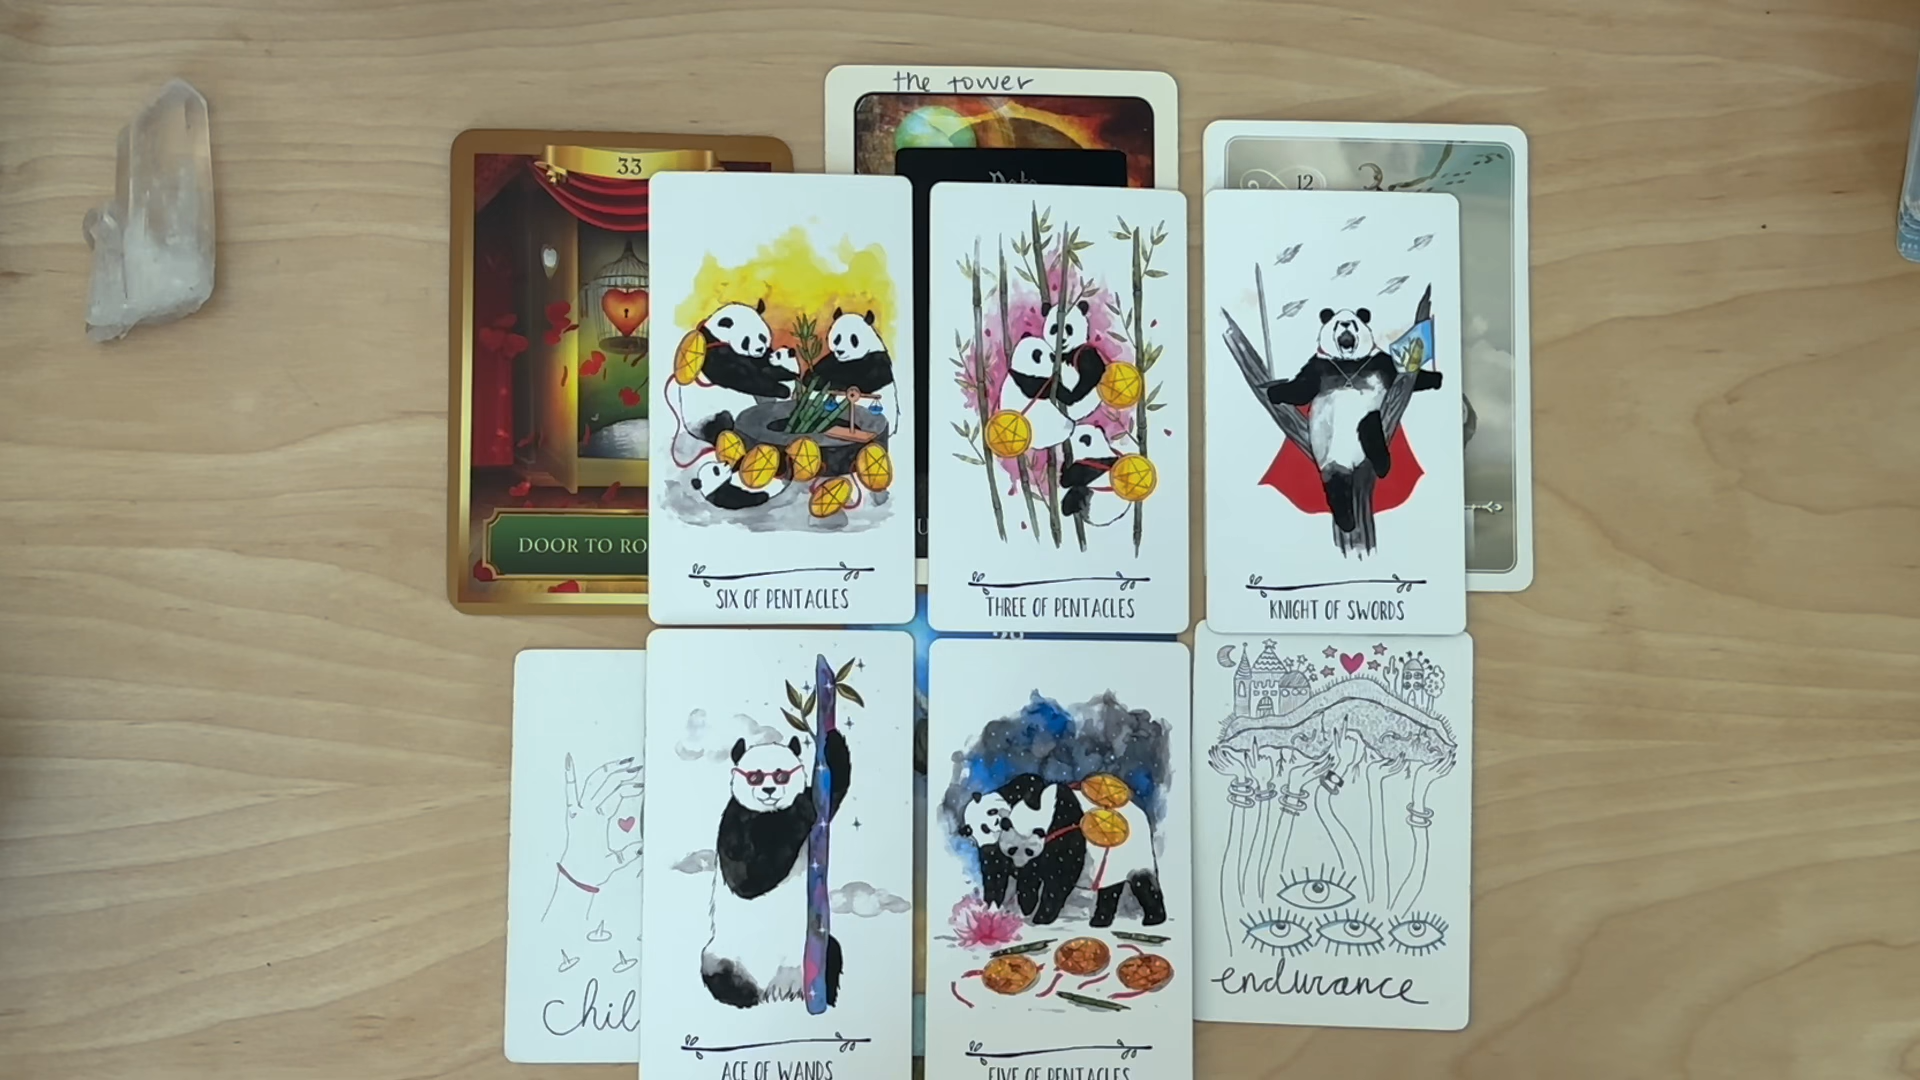 the tower
33
12
DOOR TO RO
SIX OF PENTACLES
THREE OF PENTACLES
KNIGHT OF SWORDS
chil
endurance
ACE OF WANDS
FIVE OF PENTACLES